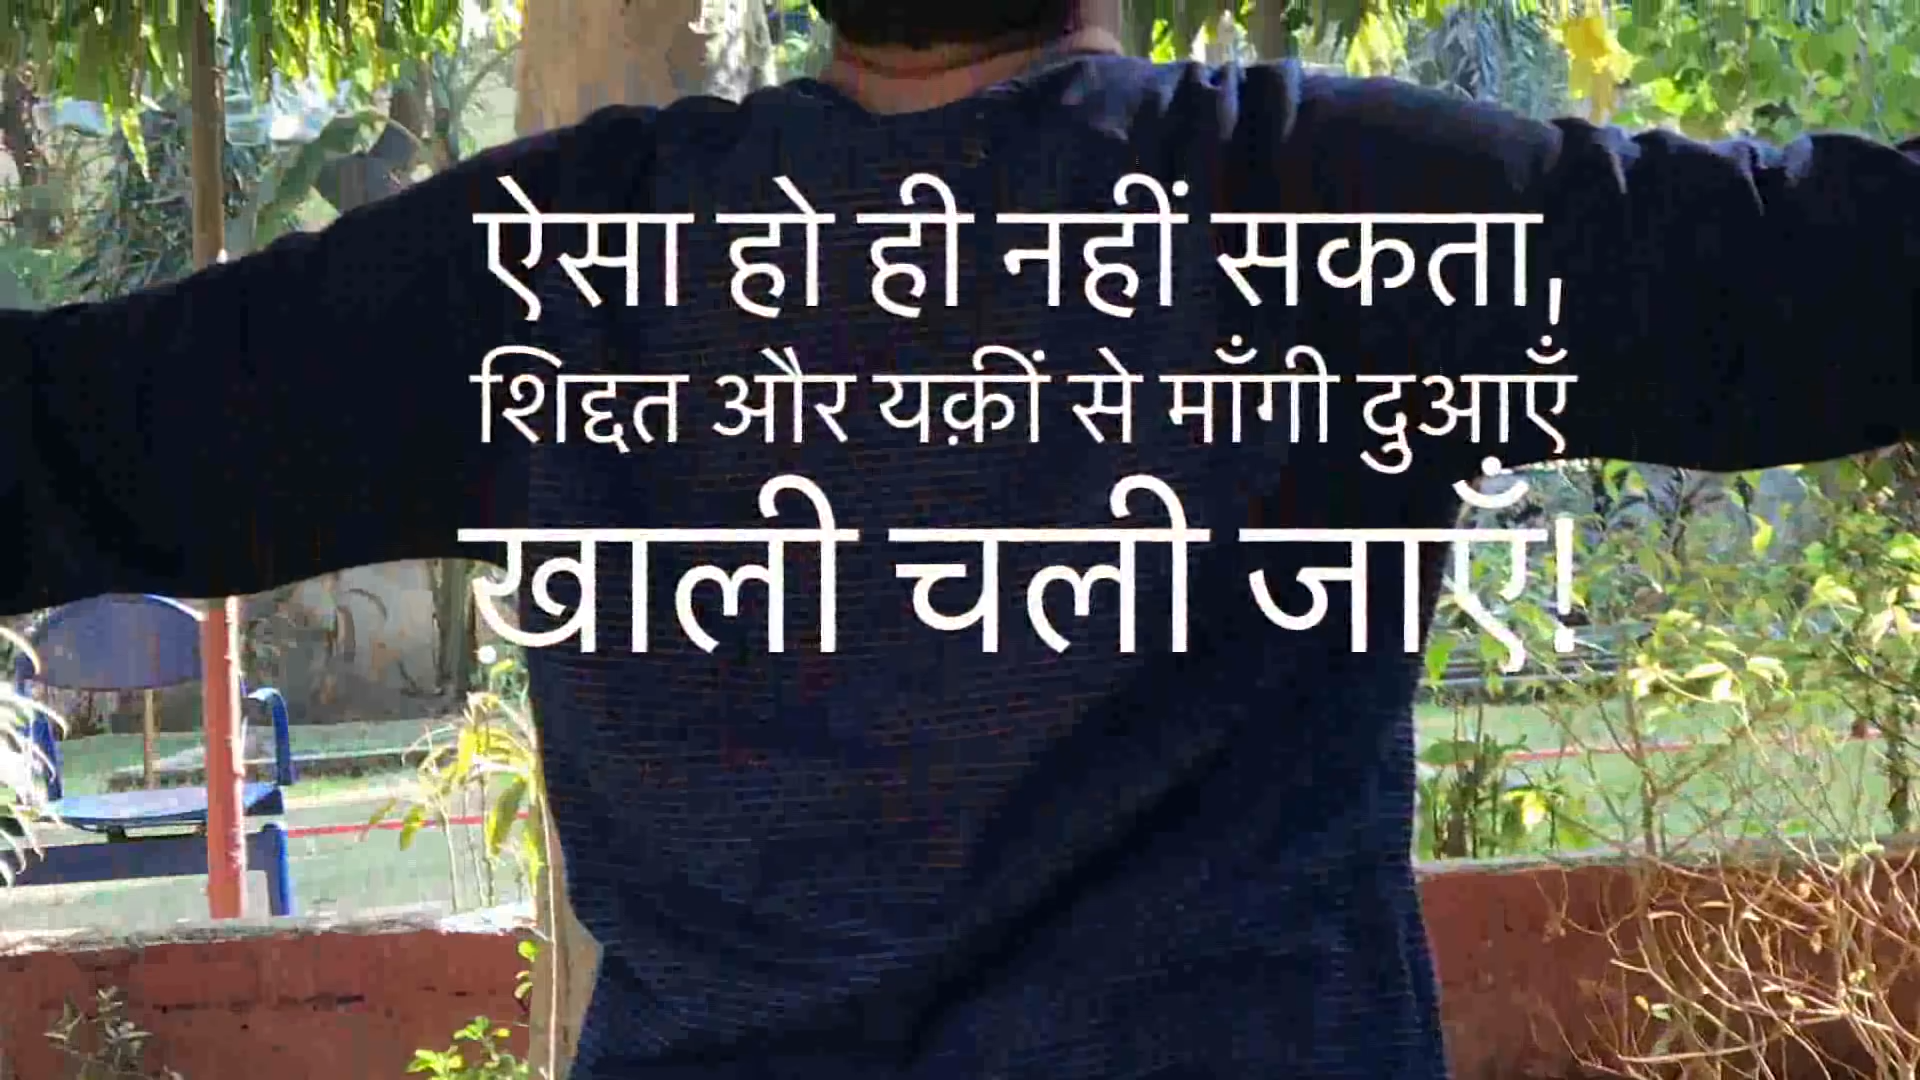 ऐसा हो ही नहीं सकता,
शिद्दत और यक़ीं से माँगी दुआएँ
ख़ाली चली जाएँ!